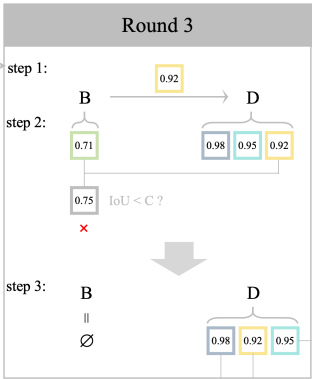 Round 3
step 1:
0.92
B D
step 2:
0.71 0.98 0.95 0.92
0.75 IoU < C ?
×
step 3:
B D
=
∅ 0.98 0.92 0.95